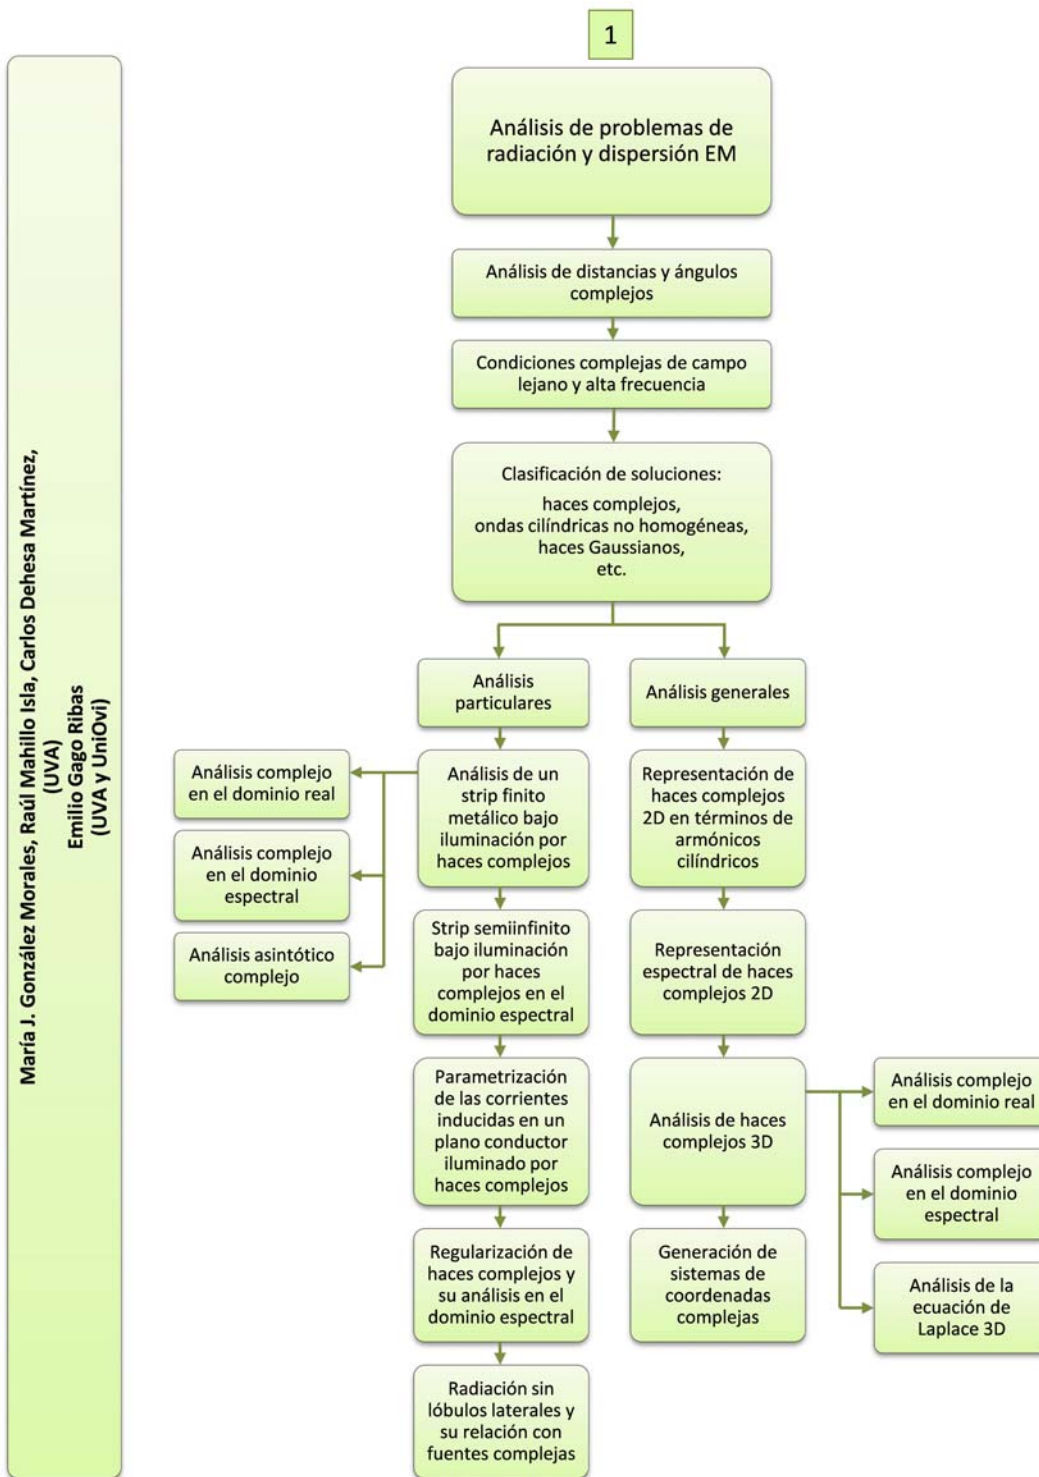 1
María J. González Morales, Raúl Mahillo Isla, Carlos Dehesa Martínez,
(UVA)
Emilio Gago Ribas
(UVA y UniOvi)
Análisis de problemas de
radiación y dispersión EM
Análisis de distancias y ángulos
complejos
Condiciones complejas de campo
lejano y alta frecuencia
Clasificación de soluciones:
haces complejos,
ondas cilíndricas no homogéneas,
haces Gaussianos,
etc.
Análisis
particulares
Análisis de un
strip finito
metálico bajo
iluminación por
haces complejos
Análisis complejo
en el dominio real
Análisis complejo
en el dominio
espectral
Análisis asintótico
complejo
Strip semiinfinito
bajo iluminación
por haces
complejos en el
dominio espectral
Parametrización
de las corrientes
inducidas en un
plano conductor
iluminado por
haces complejos
Regularización de
haces complejos y
su análisis en el
dominio espectral
Radiación sin
lóbulos laterales y
su relación con
fuentes complejas
Análisis generales
Representación de
haces complejos
2D en términos de
armónicos
cilíndricos
Representación
espectral de haces
complejos 2D
Análisis de haces
complejos 3D
Análisis complejo
en el dominio real
Análisis complejo
en el dominio
espectral
Análisis de la
ecuación de
Laplace 3D
Generación de
sistemas de
coordenadas
complejas